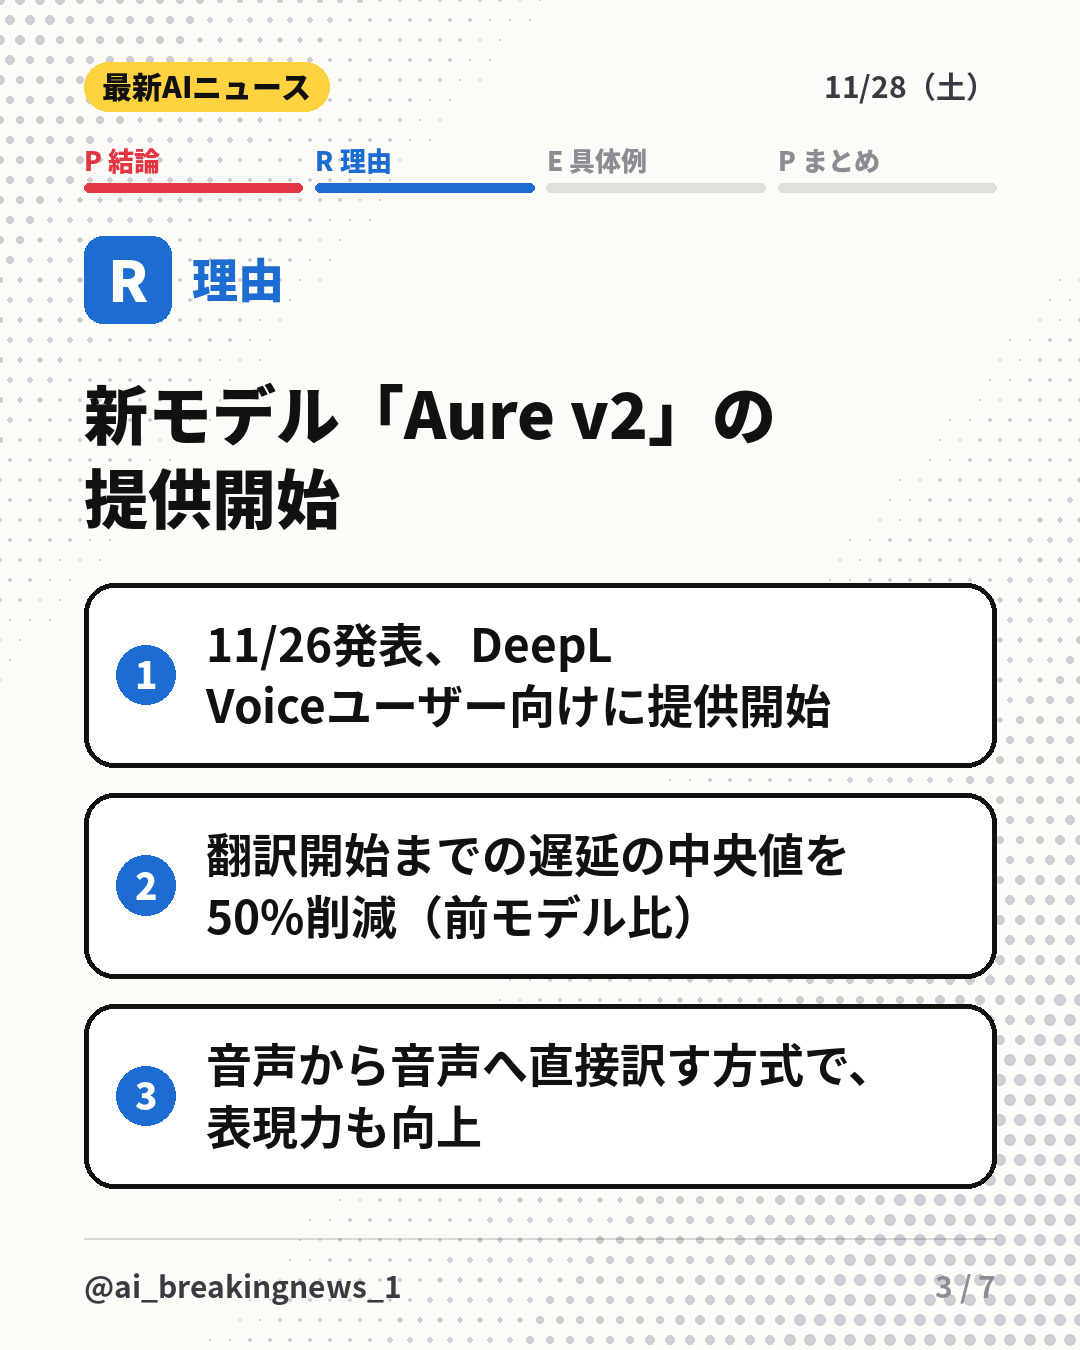 最新AIニュース
11/28（土）
P 結論
R 理由
E 具体例
P まとめ
R 理由
新モデル「Aure v2」の
提供開始
1
11/26発表、DeepL
Voiceユーザー向けに提供開始
2
翻訳開始までの遅延の中央値を
50%削減（前モデル比）
3
音声から音声へ直接訳す方式で、
表現力も向上
@ai_breakingnews_1
3 / 7